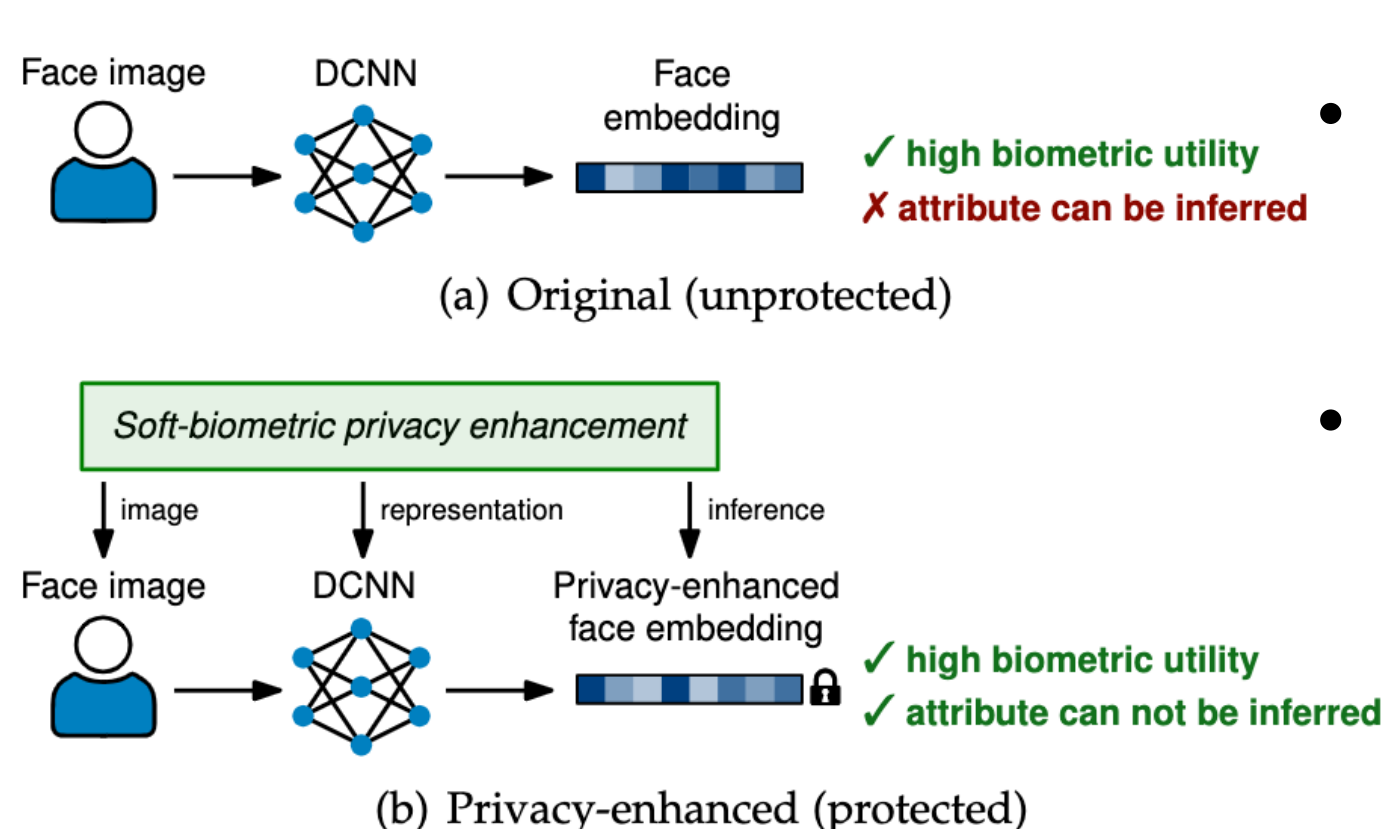 Face image
DCNN
Face
embedding
✓ high biometric utility
✗ attribute can be inferred
(a) Original (unprotected)
Soft-biometric privacy enhancement
image
representation
inference
Face image
DCNN
Privacy-enhanced
face embedding
✓ high biometric utility
✓ attribute can not be inferred
(b) Privacy-enhanced (protected)